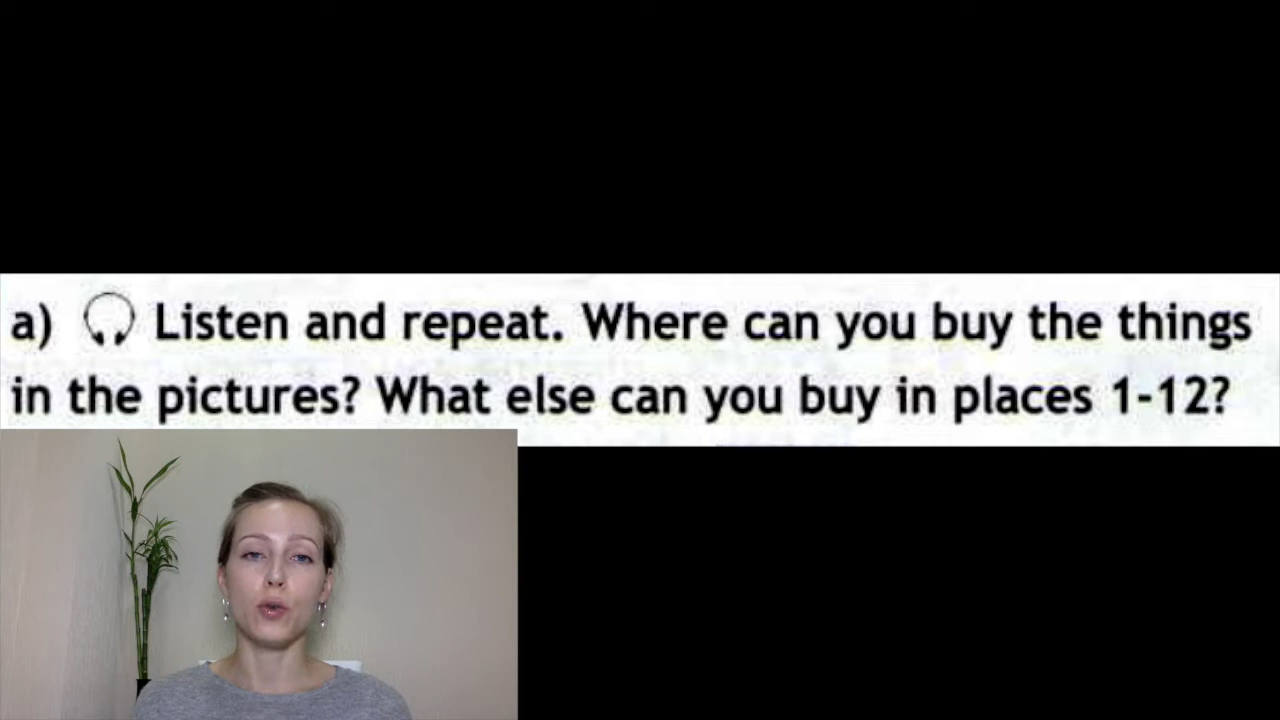 a) Listen and repeat. Where can you buy the things
in the pictures? What else can you buy in places 1-12?